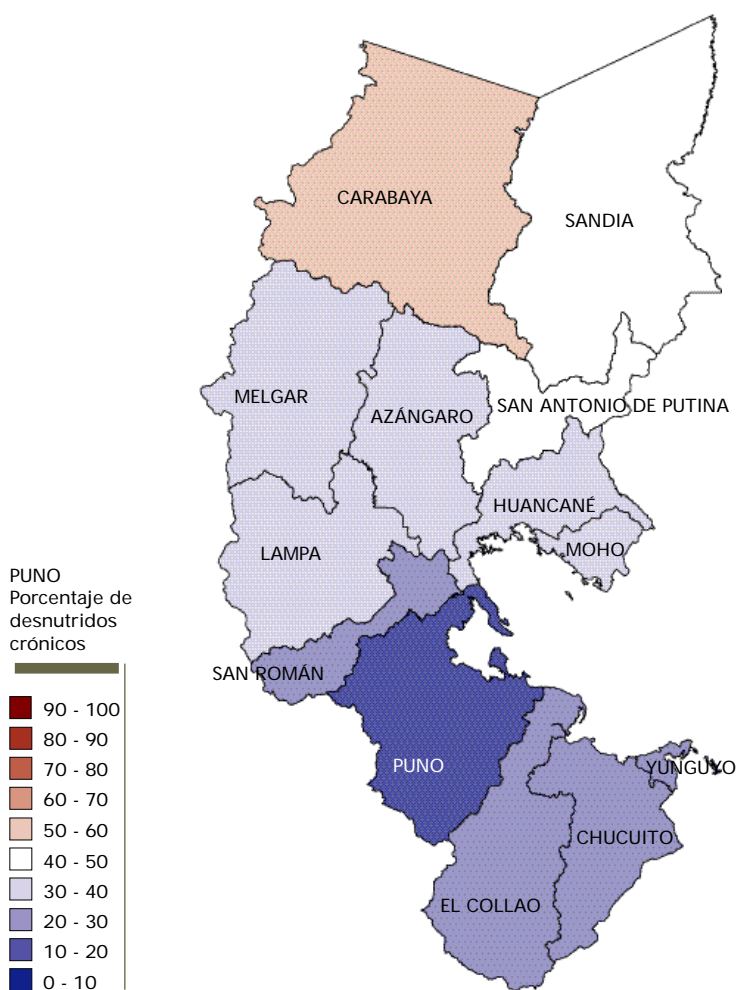 CARABAYA
SANDIA
MELGAR
AZÁNGARO
SAN ANTONIO DE PUTINA
HUANCANÉ
MOHO
LAMPA
SAN ROMÁN
PUNO
YUNGUYO
CHUCUITO
EL COLLAO
PUNO
Porcentaje de
desnutridos
crónicos
90 - 100
80 - 90
70 - 80
60 - 70
50 - 60
40 - 50
30 - 40
20 - 30
10 - 20
0 - 10